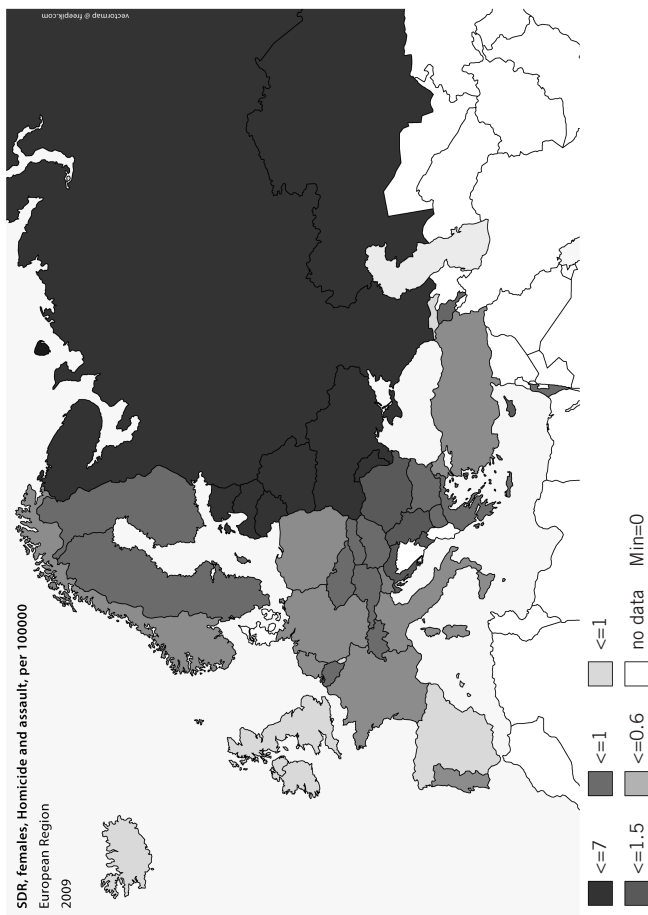 SDR, females, Homicide and assault, per 100000
European Region
2009
<=7
<=1
<=1
<=1.5
<=0.6
no data
Min=0
vectormap @ freepik.com